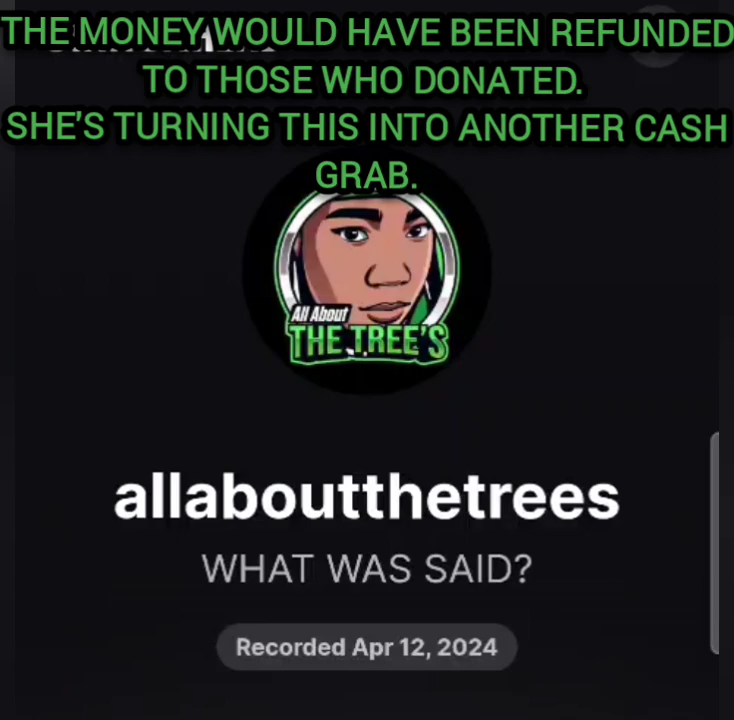 THE MONEY WOULD HAVE BEEN REFUNDED
TO THOSE WHO DONATED.
SHE'S TURNING THIS INTO ANOTHER CASH
GRAB.
All About
THE TREE'S
allaboutthetrees
WHAT WAS SAID?
Recorded Apr 12, 2024